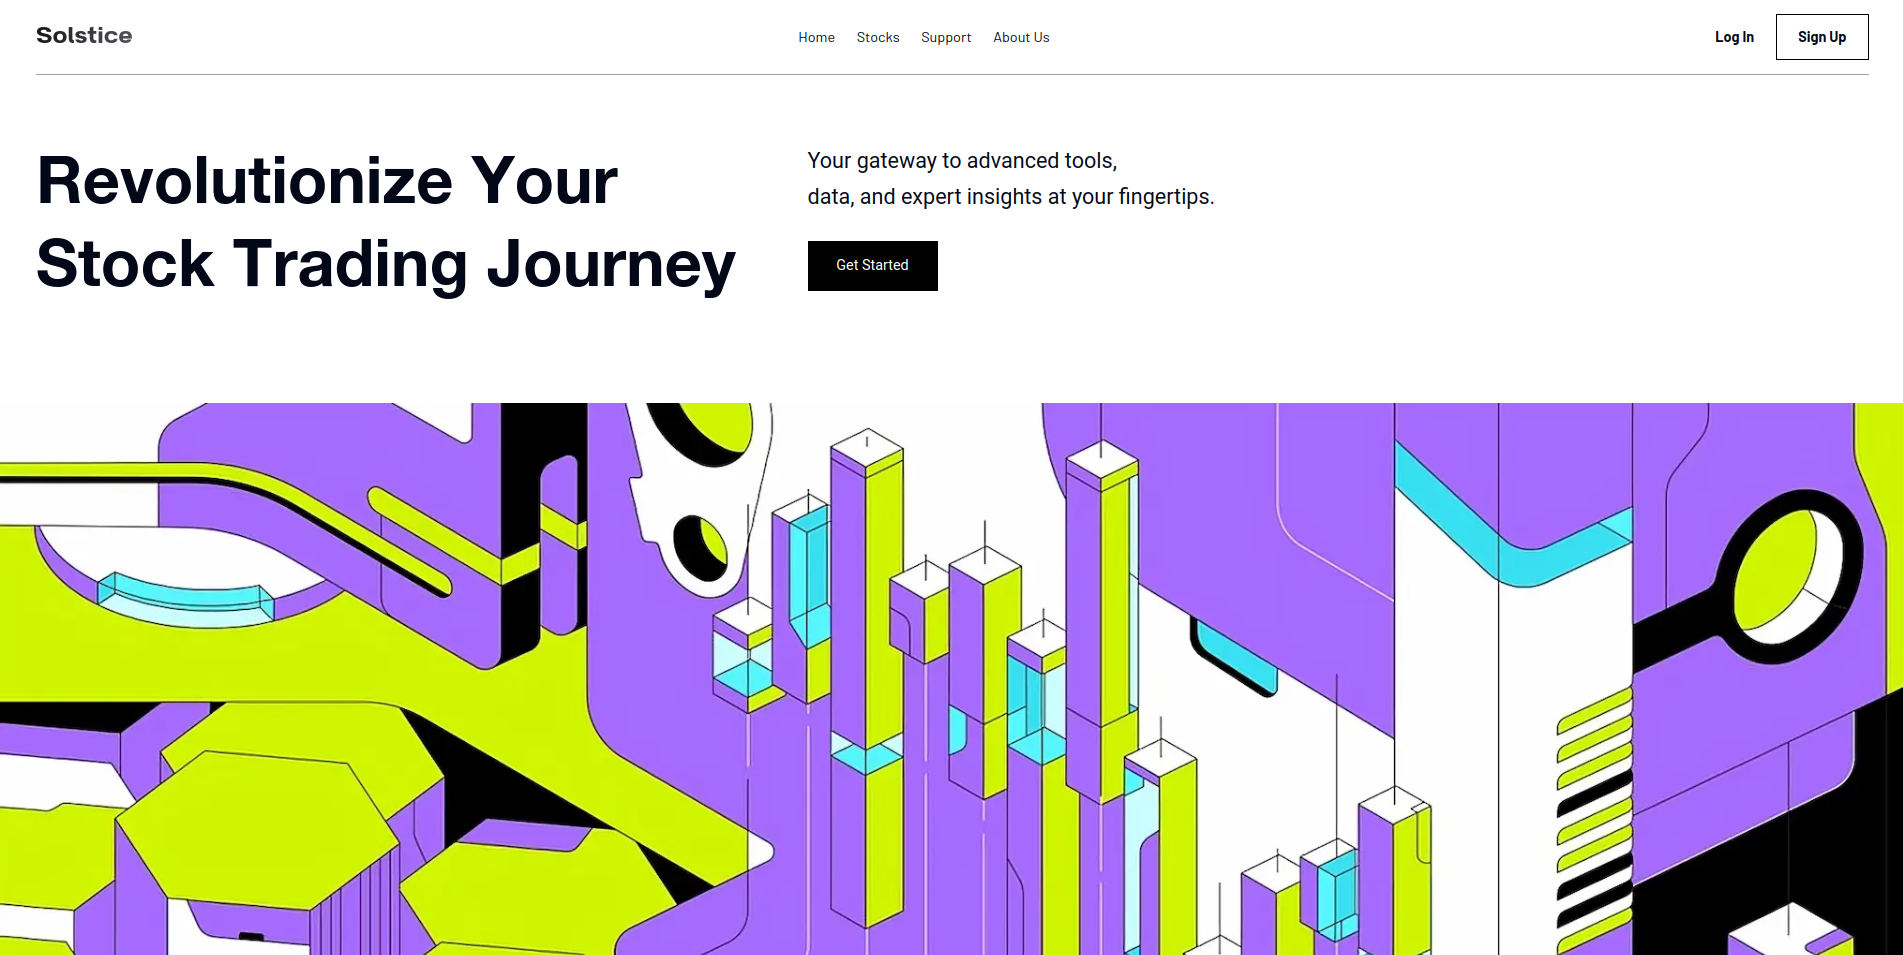 Solstice
Home Stocks Support About Us
Log In Sign Up
Revolutionize Your
Stock Trading Journey
Your gateway to advanced tools,
data, and expert insights at your fingertips.
Get Started